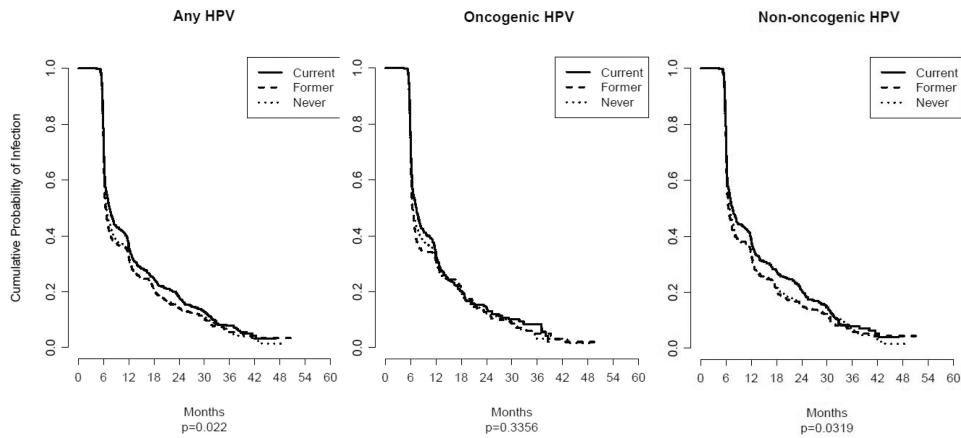 Any HPV
Oncogenic HPV
Non-oncogenic HPV
Cumulative Probability of Infection
1.0
0.8
0.6
0.4
0.2
0.0
Current
Former
Never
0 6 12 18 24 30 36 42 48 54 60
Months
p=0.022
1.0
0.8
0.6
0.4
0.2
0.0
Current
Former
Never
0 6 12 18 24 30 36 42 48 54 60
Months
p=0.3356
1.0
0.8
0.6
0.4
0.2
0.0
Current
Former
Never
0 6 12 18 24 30 36 42 48 54 60
Months
p=0.0319